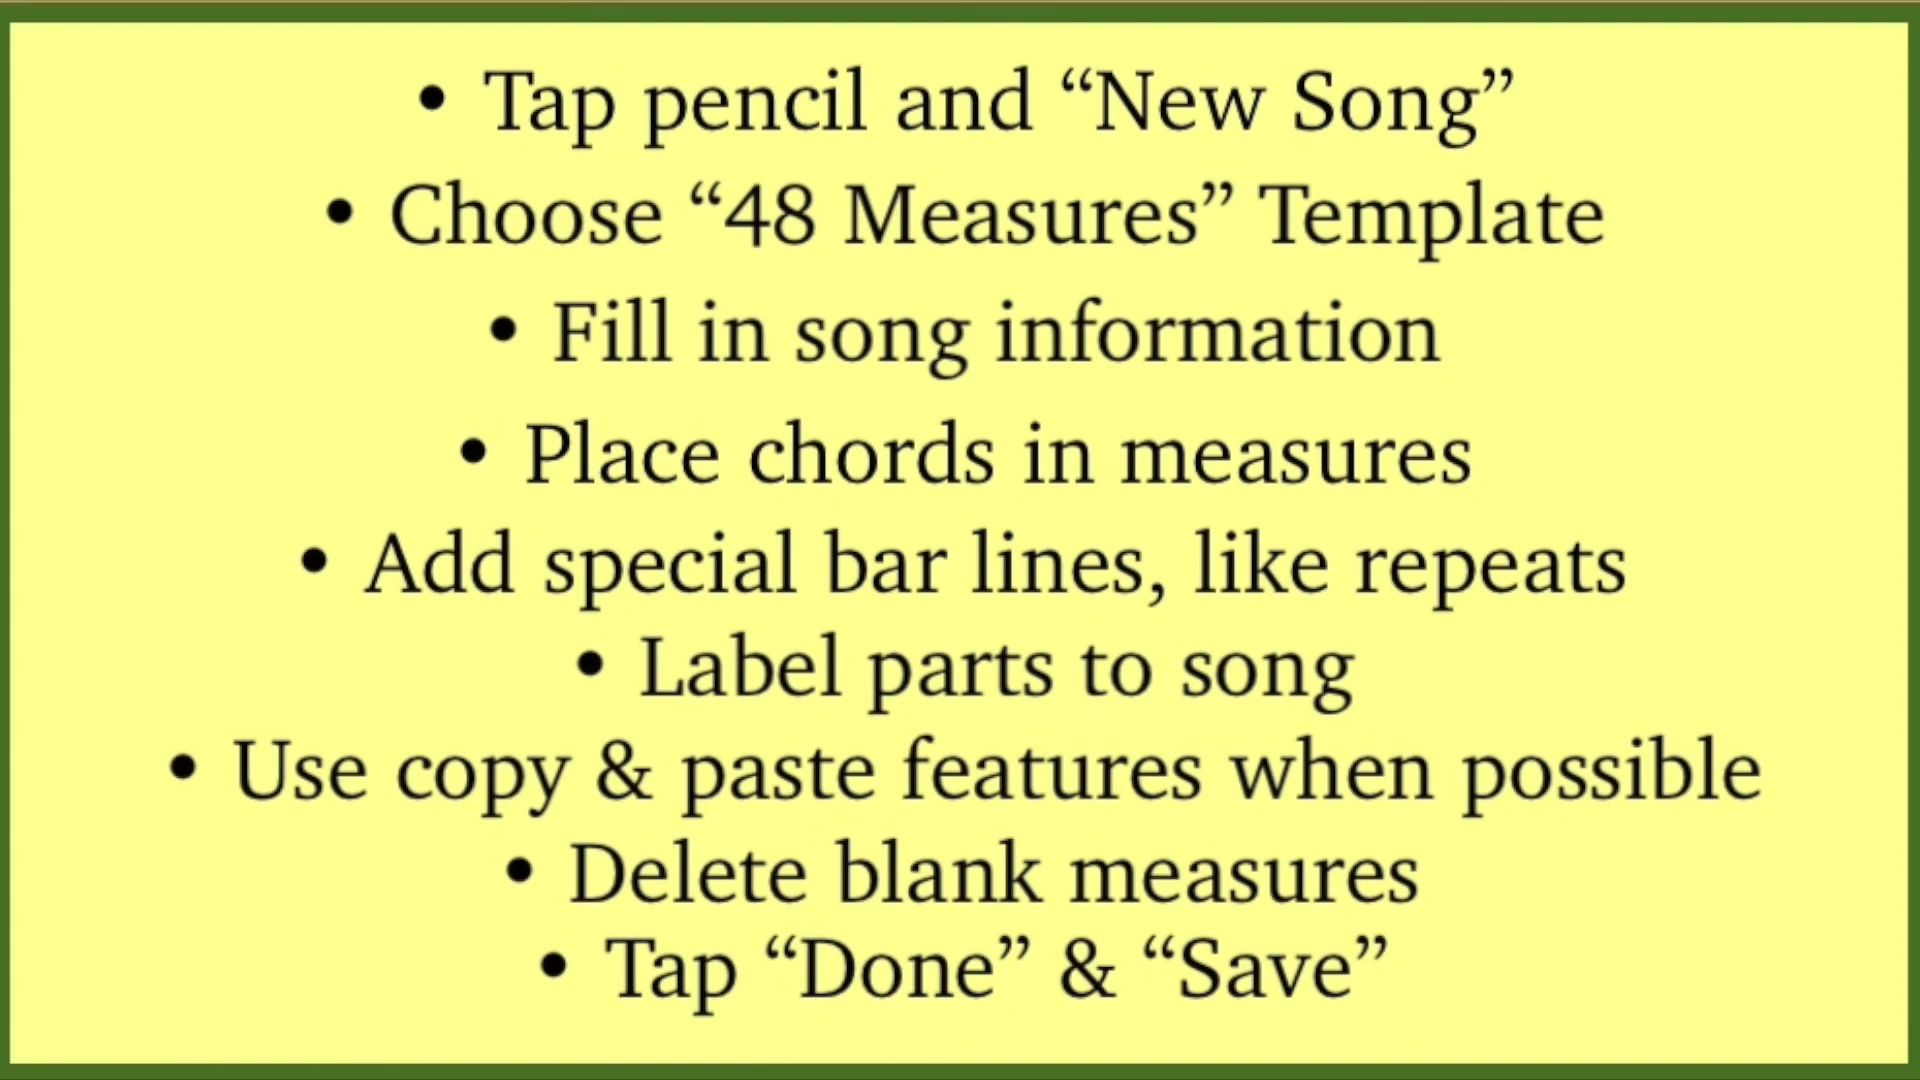 • Tap pencil and “New Song”
• Choose “48 Measures” Template
• Fill in song information
• Place chords in measures
• Add special bar lines, like repeats
• Label parts to song
• Use copy & paste features when possible
• Delete blank measures
• Tap “Done” & “Save”